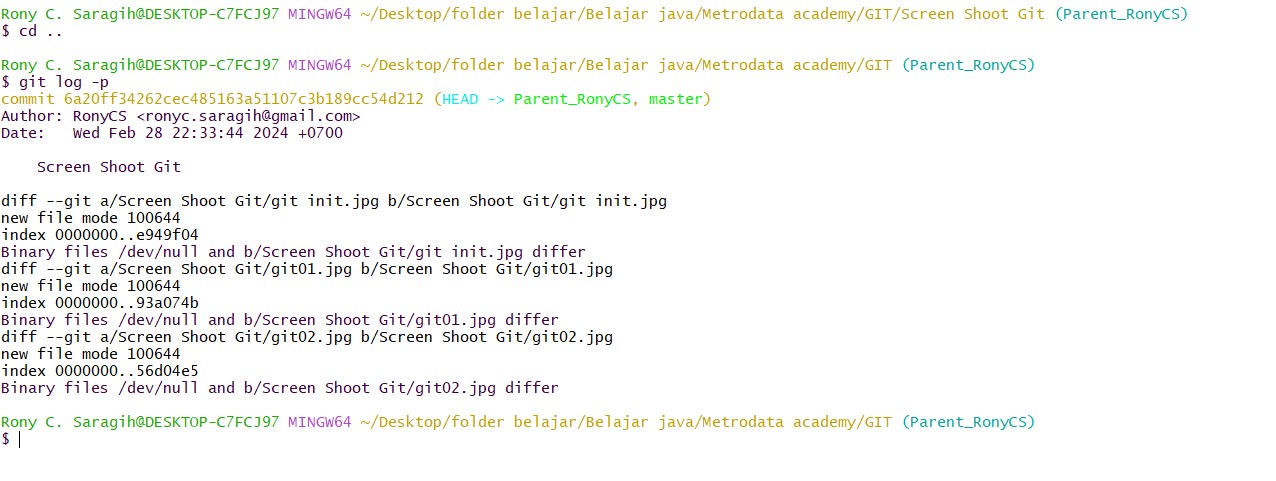 Rony C. Saragih@DESKTOP-C7FCJ97 MINGW64 ~/Desktop/folder belajar/Belajar java/Metrodata academy/GIT/Screen Shoot Git (Parent_RonyCS)
$ cd ..
Rony C. Saragih@DESKTOP-C7FCJ97 MINGW64 ~/Desktop/folder belajar/Belajar java/Metrodata academy/GIT (Parent_RonyCS)
$ git log -p
commit 6a20ff34262cec485163a51107c3b189cc54d212 (HEAD -> Parent_RonyCS, master)
Author: RonyCS <ronyc.saragih@gmail.com>
Date:   Wed Feb 28 22:33:44 2024 +0700
    Screen Shoot Git
diff --git a/Screen Shoot Git/git init.jpg b/Screen Shoot Git/git init.jpg
new file mode 100644
index 0000000..e949f04
Binary files /dev/null and b/Screen Shoot Git/git init.jpg differ
diff --git a/Screen Shoot Git/git01.jpg b/Screen Shoot Git/git01.jpg
new file mode 100644
index 0000000..93a074b
Binary files /dev/null and b/Screen Shoot Git/git01.jpg differ
diff --git a/Screen Shoot Git/git02.jpg b/Screen Shoot Git/git02.jpg
new file mode 100644
index 0000000..56d04e5
Binary files /dev/null and b/Screen Shoot Git/git02.jpg differ
Rony C. Saragih@DESKTOP-C7FCJ97 MINGW64 ~/Desktop/folder belajar/Belajar java/Metrodata academy/GIT (Parent_RonyCS)
$